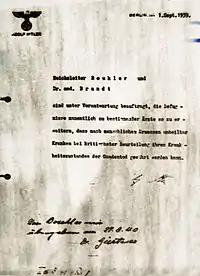 ADOLF HITLER
BERLIN, 1.Sept. 1939.
Reichsleiter Bouhler und
Dr. med. Brandt
sind unter Verantwortung beauftragt, die Befug-
nisse namentlich zu bestimmender Ärzte so zu er-
weitern, dass nach menschlichem Ermessen unheilbar
Kranken bei kritischster Beurteilung ihres Krank-
heitszustandes der Gnadentod gewährt werden kann.
Von Bouhler mir
übergeben am 27.8.40
Dr. Gürtner